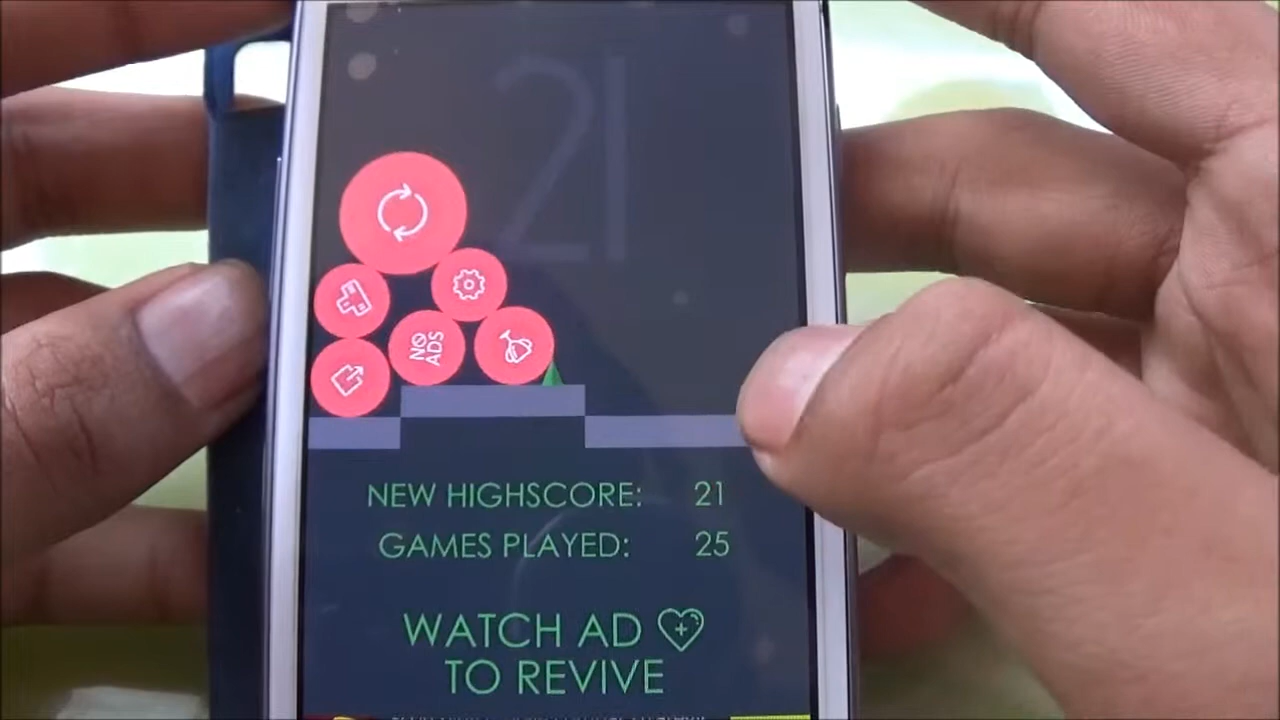 21
NO
ADS
NEW HIGHSCORE: 21
GAMES PLAYED: 25
WATCH AD
TO REVIVE